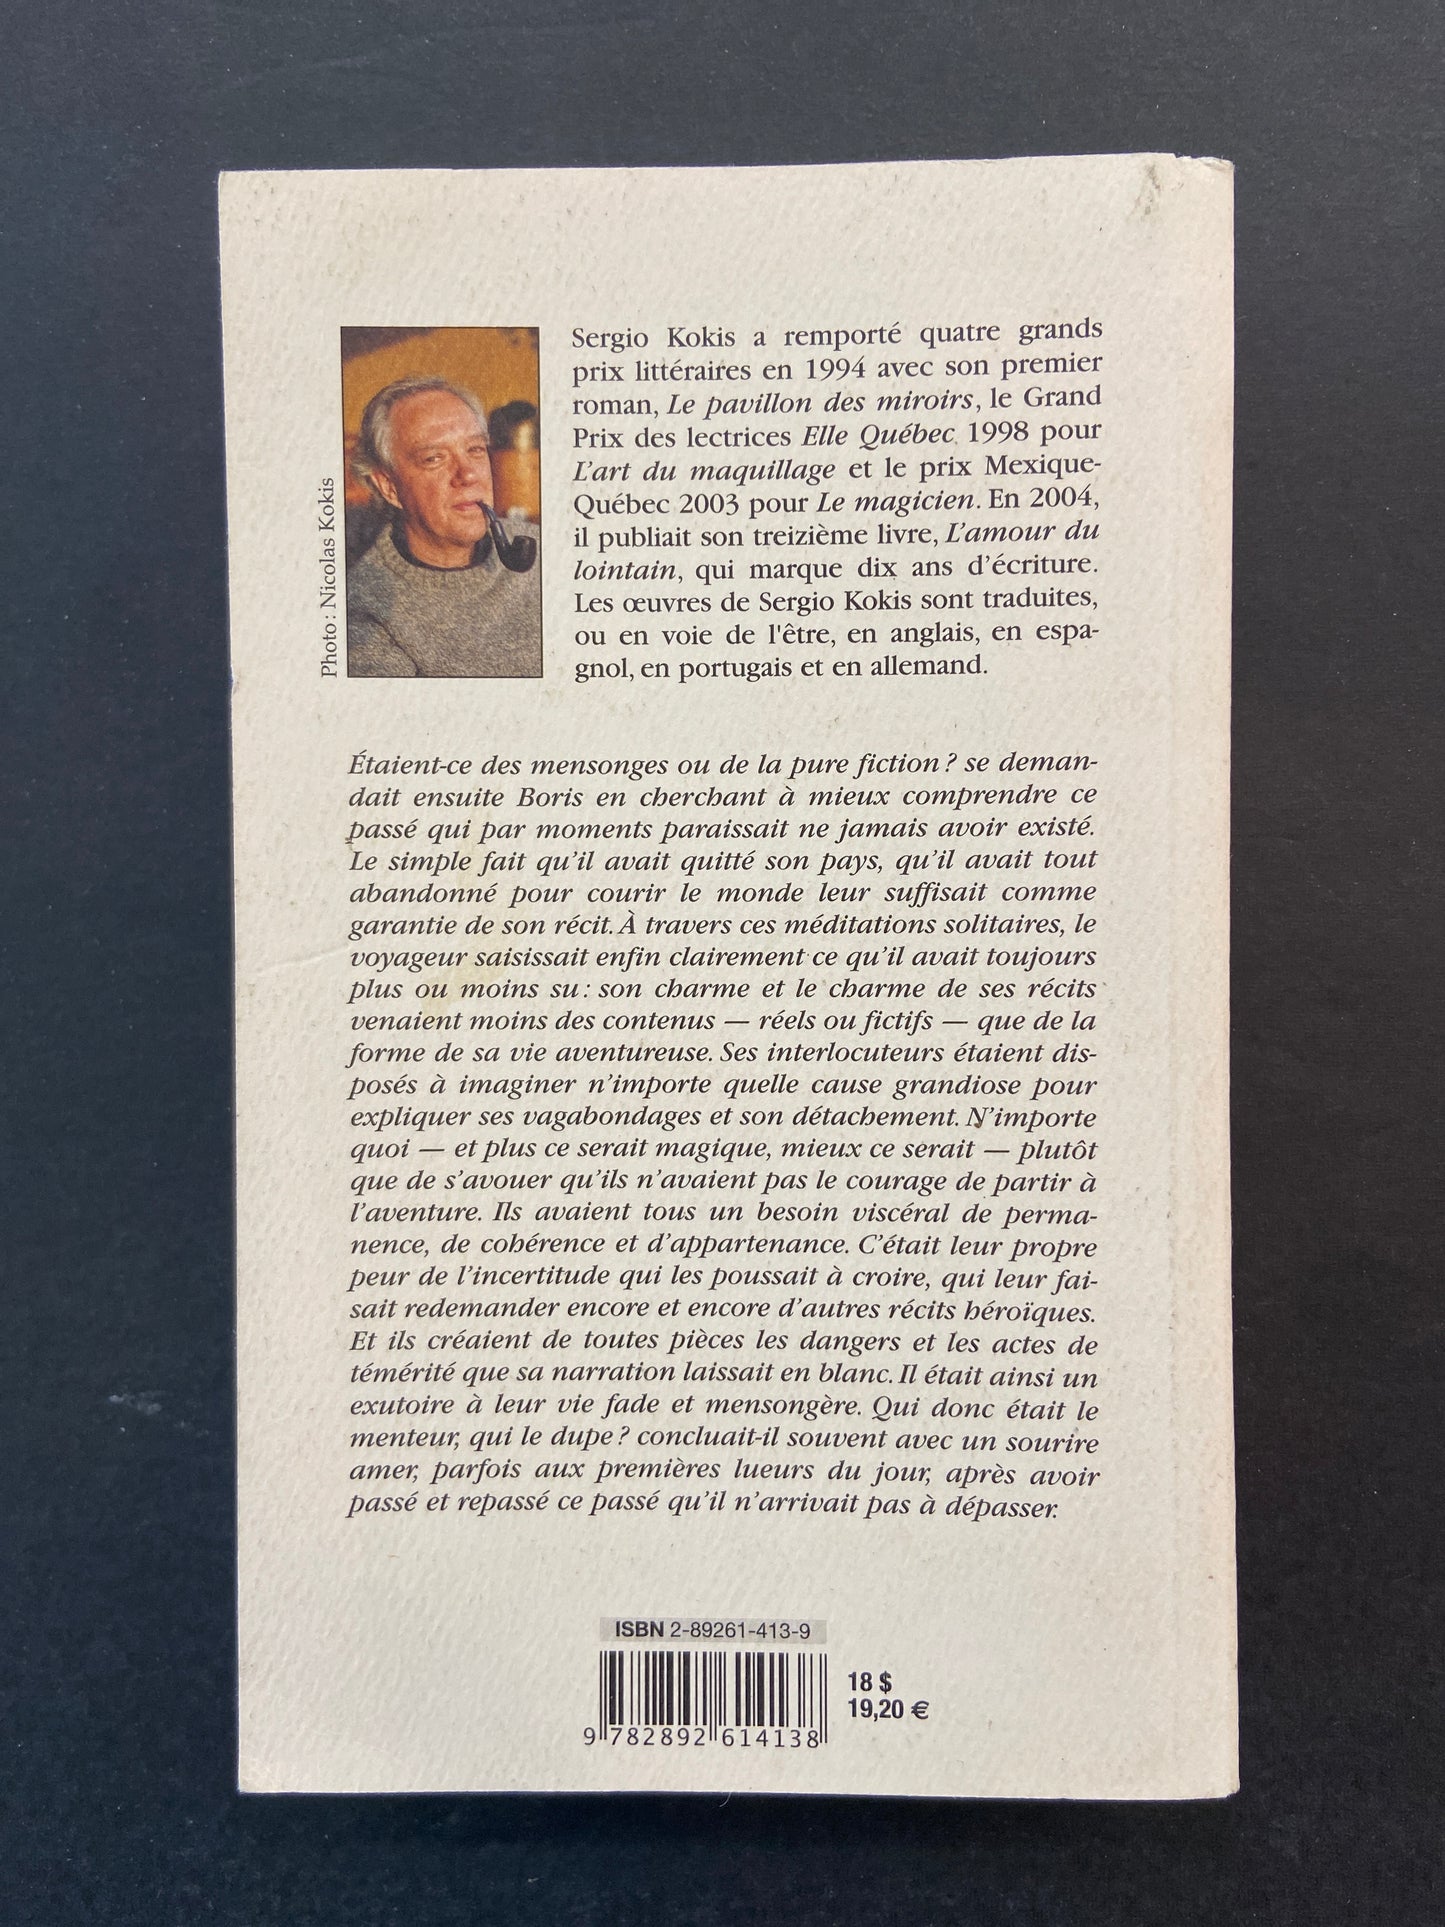 Photo : Nicolas Kokis
Sergio Kokis a remporté quatre grands
prix littéraires en 1994 avec son premier
roman, Le pavillon des miroirs, le Grand
Prix des lectrices Elle Québec 1998 pour
L'art du maquillage et le prix Mexique-
Québec 2003 pour Le magicien. En 2004,
il publiait son treizième livre, L'amour du
lointain, qui marque dix ans d'écriture.
Les œuvres de Sergio Kokis sont traduites,
ou en voie de l'être, en anglais, en espa-
gnol, en portugais et en allemand.
Étaient-ce des mensonges ou de la pure fiction ? se deman-
dait ensuite Boris en cherchant à mieux comprendre ce
passé qui par moments paraissait ne jamais avoir existé.
Le simple fait qu'il avait quitté son pays, qu'il avait tout
abandonné pour courir le monde leur suffisait comme
garantie de son récit. À travers ces méditations solitaires, le
voyageur saisissait enfin clairement ce qu'il avait toujours
plus ou moins su : son charme et le charme de ses récits
venaient moins des contenus — réels ou fictifs — que de la
forme de sa vie aventureuse. Ses interlocuteurs étaient dis-
posés à imaginer n'importe quelle cause grandiose pour
expliquer ses vagabondages et son détachement. N'importe
quoi — et plus ce serait magique, mieux ce serait — plutôt
que de s'avouer qu'ils n'avaient pas le courage de partir à
l'aventure. Ils avaient tous un besoin viscéral de perma-
nence, de cohérence et d'appartenance. C'était leur propre
peur de l'incertitude qui les poussait à croire, qui leur fai-
sait redemander encore et encore d'autres récits héroïques.
Et ils créaient de toutes pièces les dangers et les actes de
témérité que sa narration laissait en blanc. Il était ainsi un
exutoire à leur vie fade et mensongère. Qui donc était le
menteur, qui le dupe ? concluait-il souvent avec un sourire
amer, parfois aux premières lueurs du jour, après avoir
passé et repassé ce passé qu'il n'arrivait pas à dépasser.
ISBN 2-89261-413-9
18 $
19,20 €
9 782892 614138